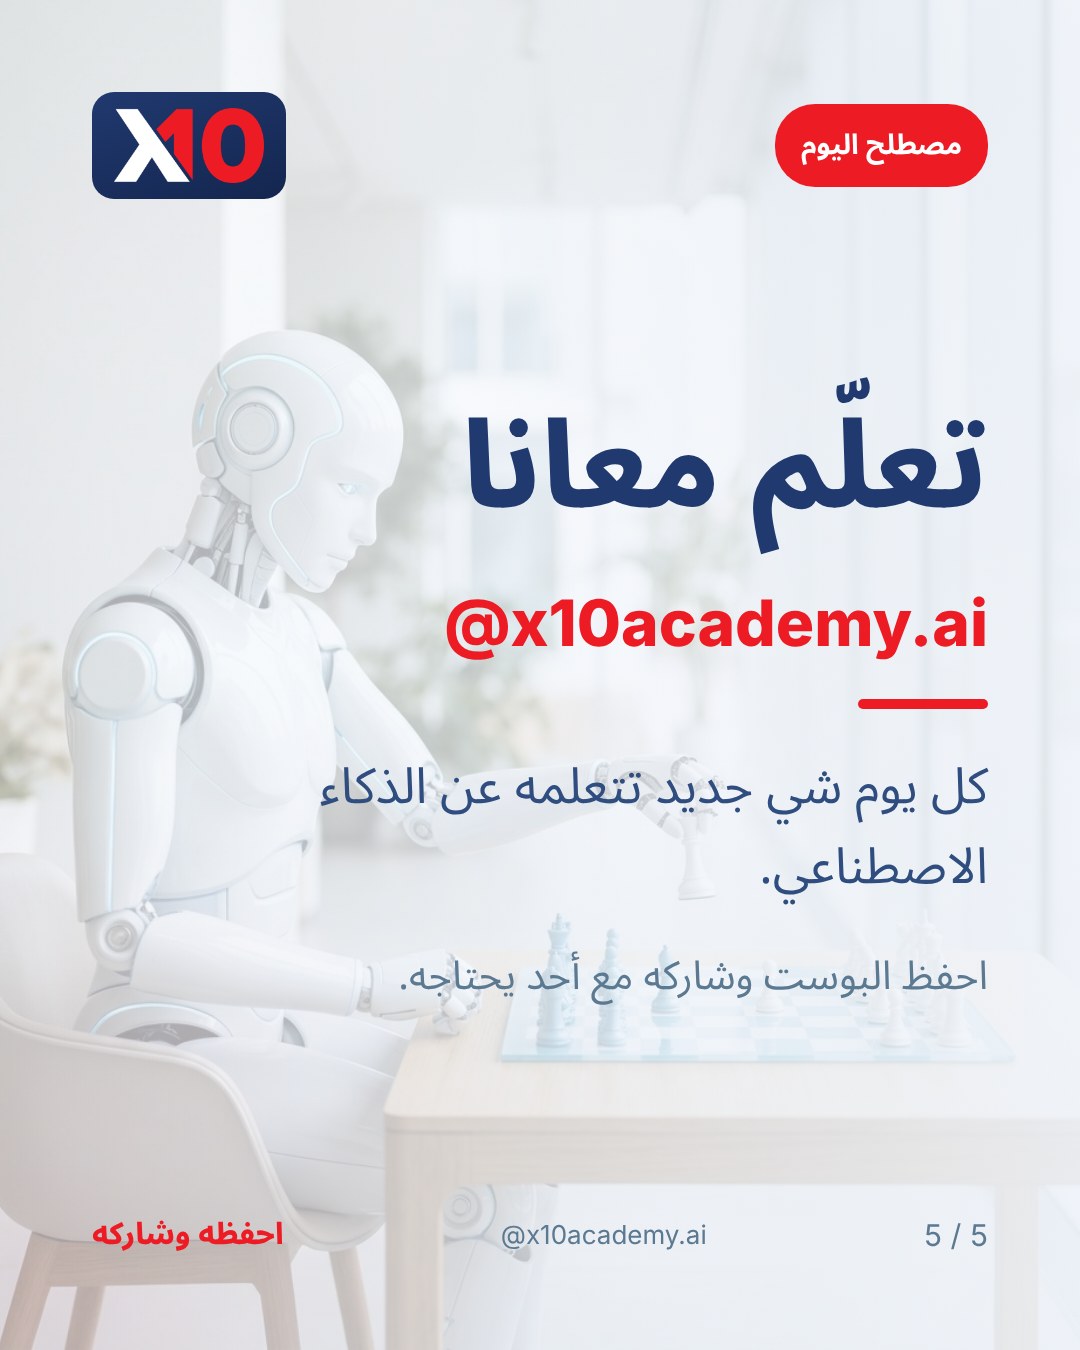 X10
مصطلح اليوم
تعلّم معانا
@x10academy.ai
كل يوم شي جديد تتعلمه عن الذكاء
الاصطناعي.
احفظ البوست وشاركه مع أحد يحتاجه.
احفظه وشاركه
@x10academy.ai
5 / 5